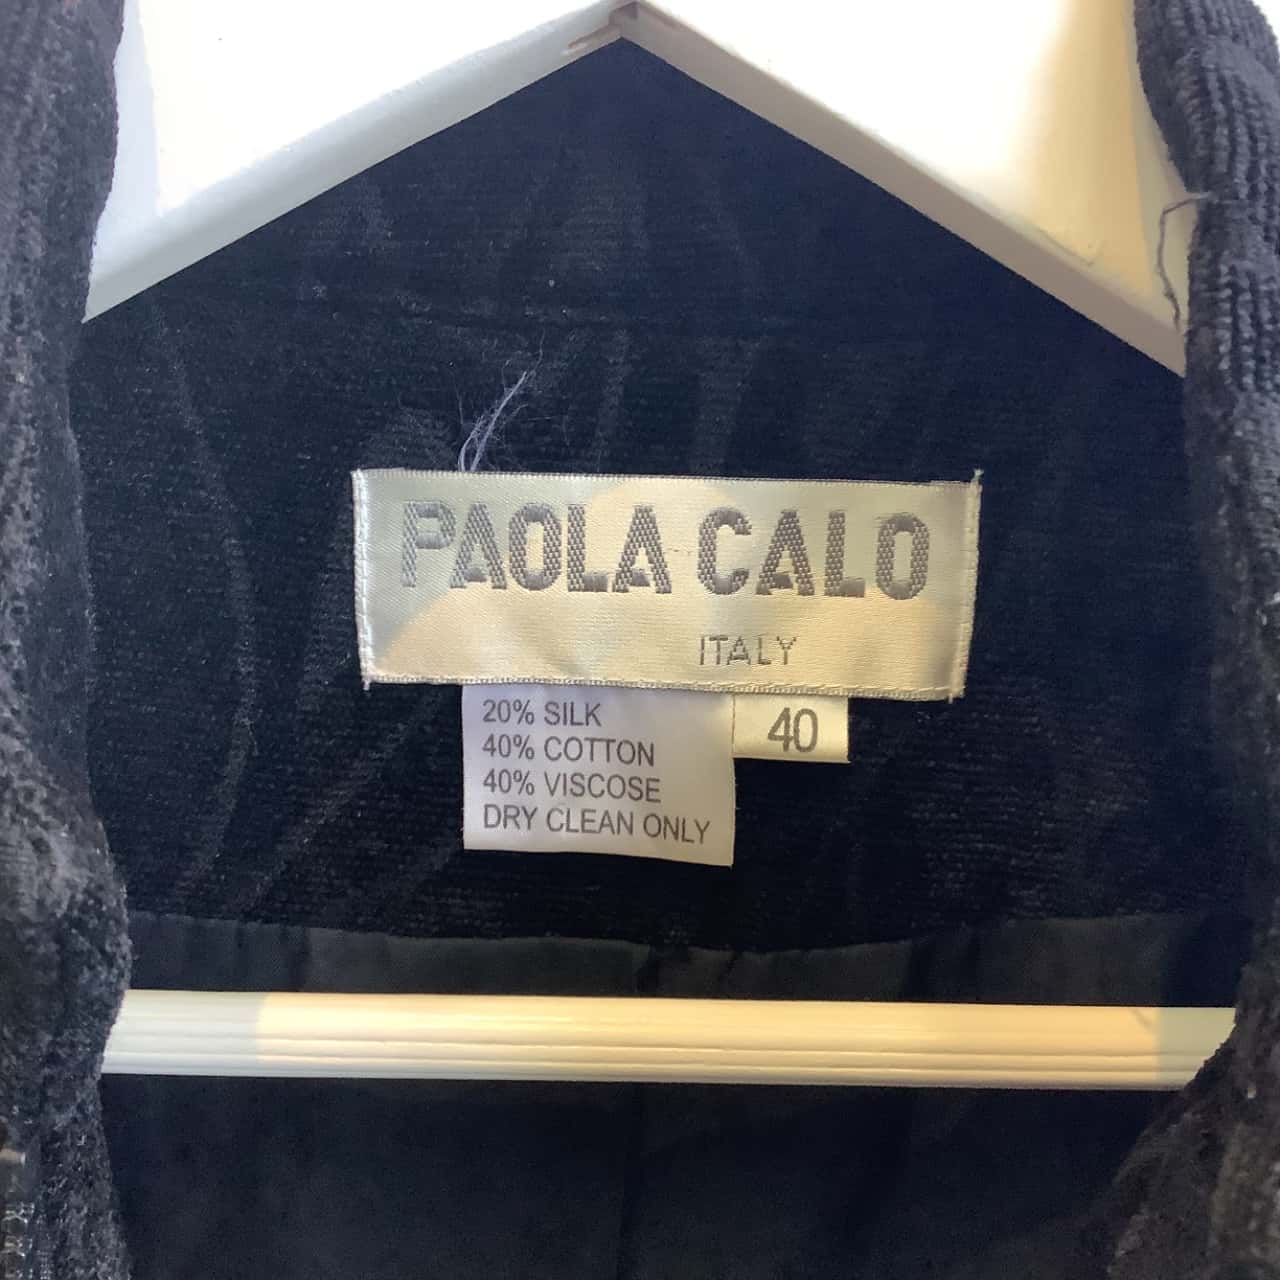 PAOLA CALO
ITALY
20% SILK
40% COTTON
40% VISCOSE
DRY CLEAN ONLY
40